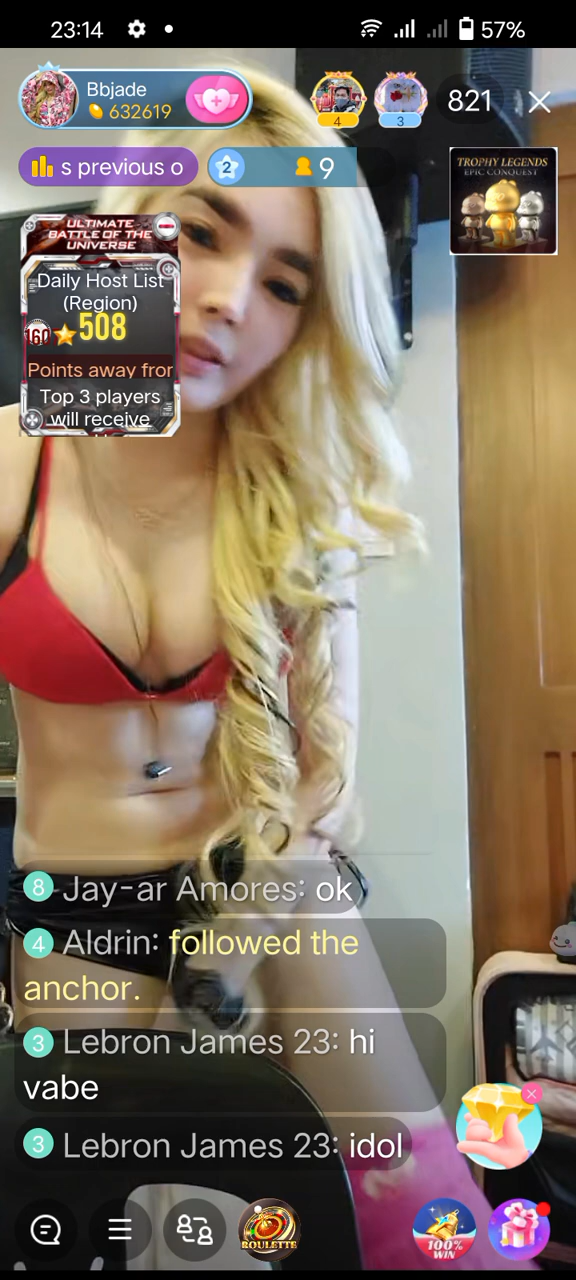 23:14
57%
Bbjade
632619
4
3
821
s previous o
2
9
TROPHY LEGENDS
EPIC CONQUEST
ULTIMATE
BATTLE OF THE
UNIVERSE
Daily Host List
(Region)
160
508
Points away from
Top 3 players
will receive
8 Jay-ar Amores: ok
4 Aldrin: followed the
anchor.
3 Lebron James 23: hi
vabe
3 Lebron James 23: idol
ROULETTE
100%
WIN